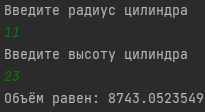 Введите радиус цилиндра
11
Введите высоту цилиндра
23
Объём равен: 8743.0523549